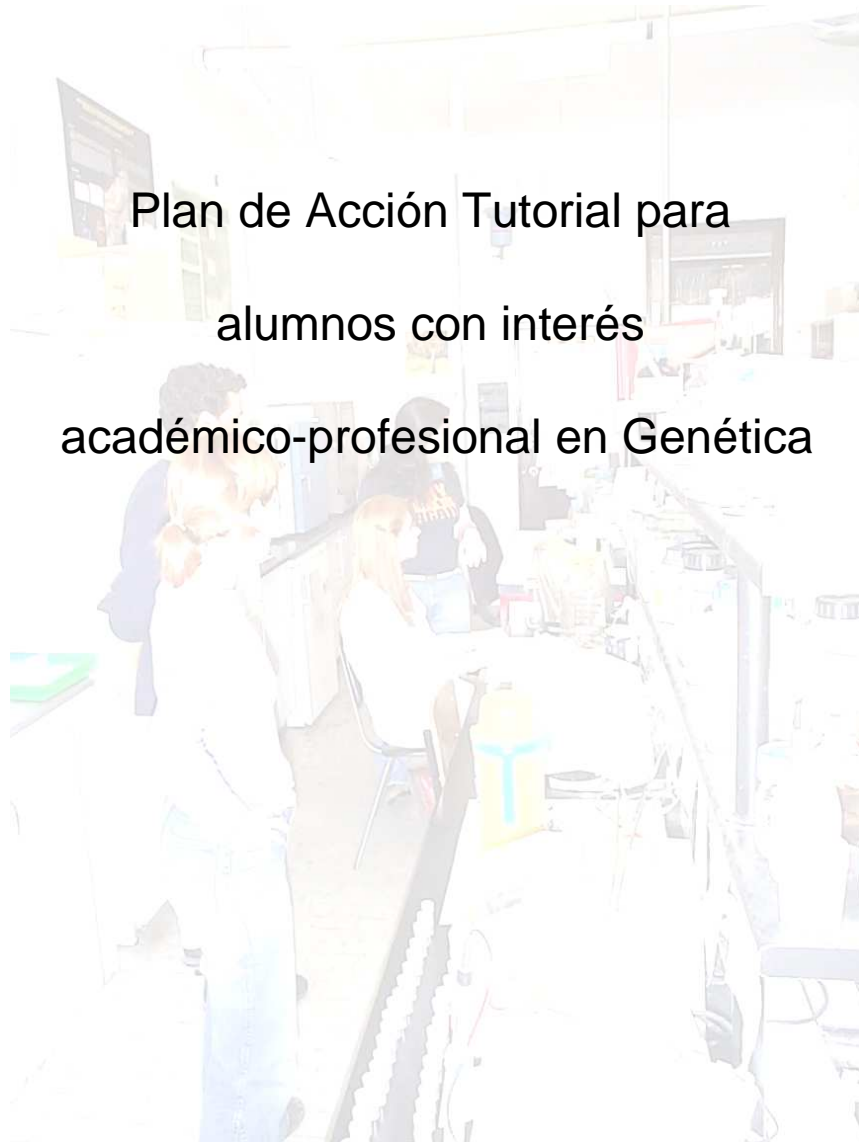 Plan de Acción Tutorial para
alumnos con interés
académico-profesional en Genética